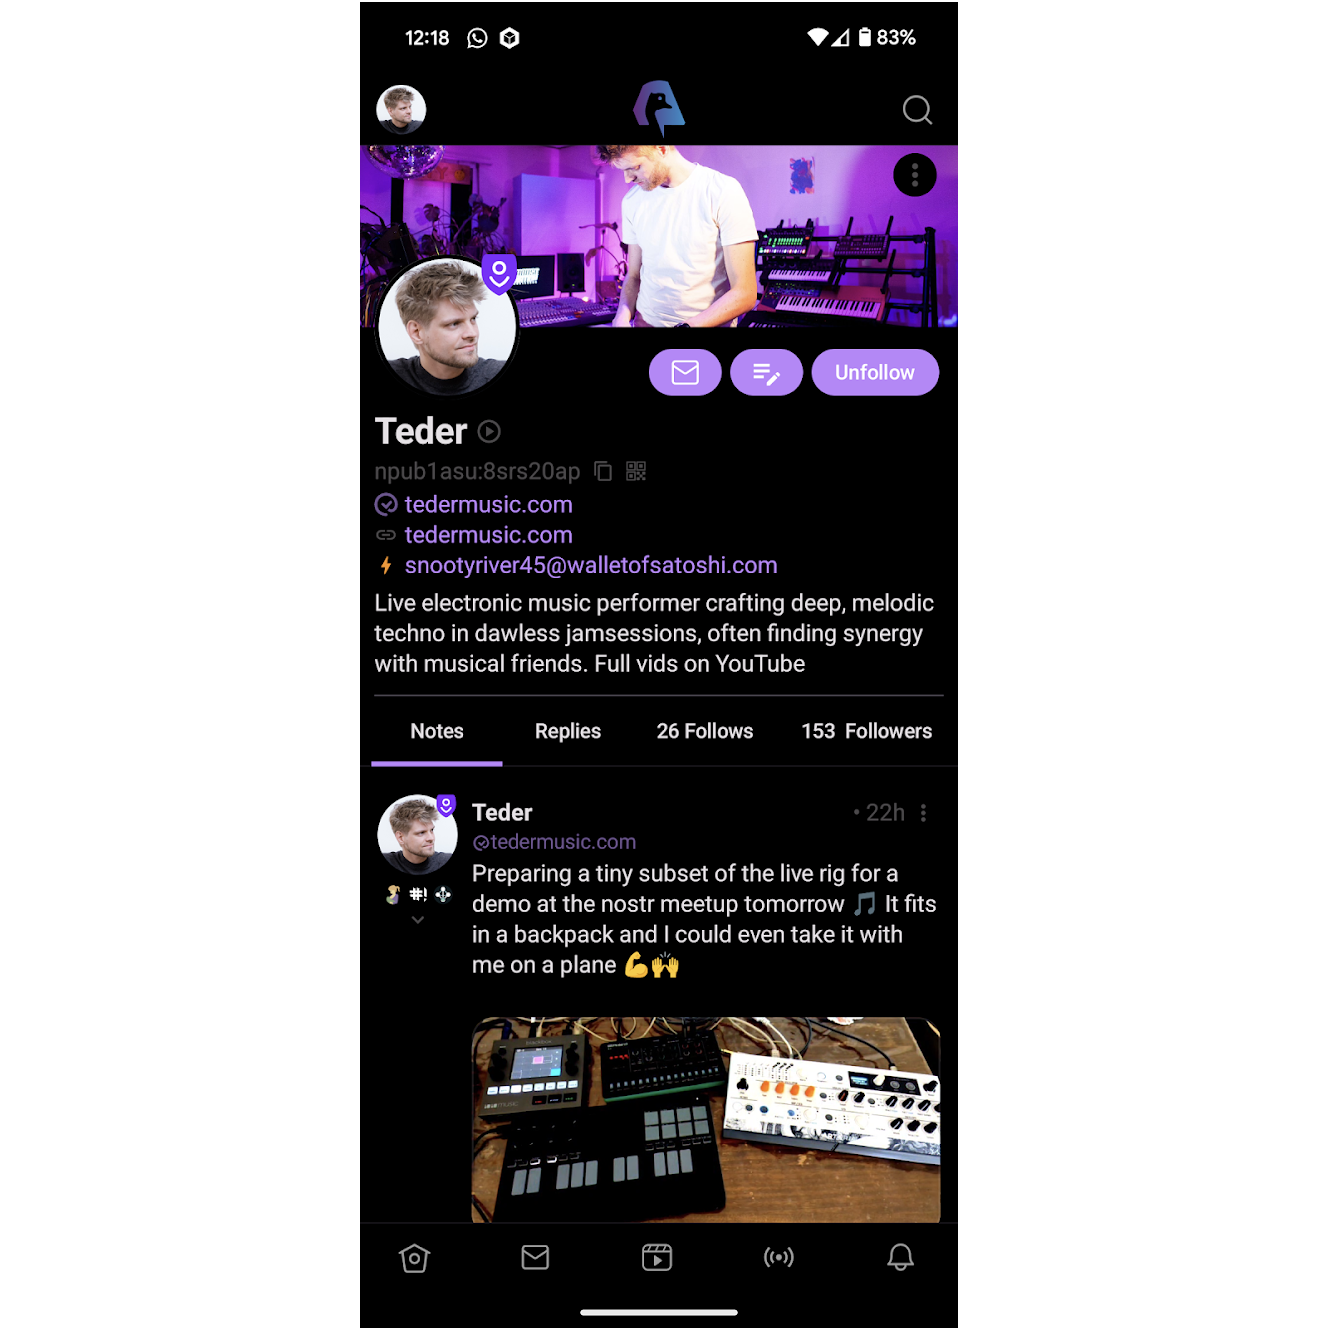 12:18
83%
Unfollow
Teder
npub1asu:8srs20ap
tedermusic.com
tedermusic.com
snootyriver45@walletofsatoshi.com
Live electronic music performer crafting deep, melodic
techno in dawless jamsessions, often finding synergy
with musical friends. Full vids on YouTube
Notes Replies 26 Follows 153 Followers
Teder • 22h
tedermusic.com
#!
Preparing a tiny subset of the live rig for a
demo at the nostr meetup tomorrow 🎵 It fits
in a backpack and I could even take it with
me on a plane 💪🙌